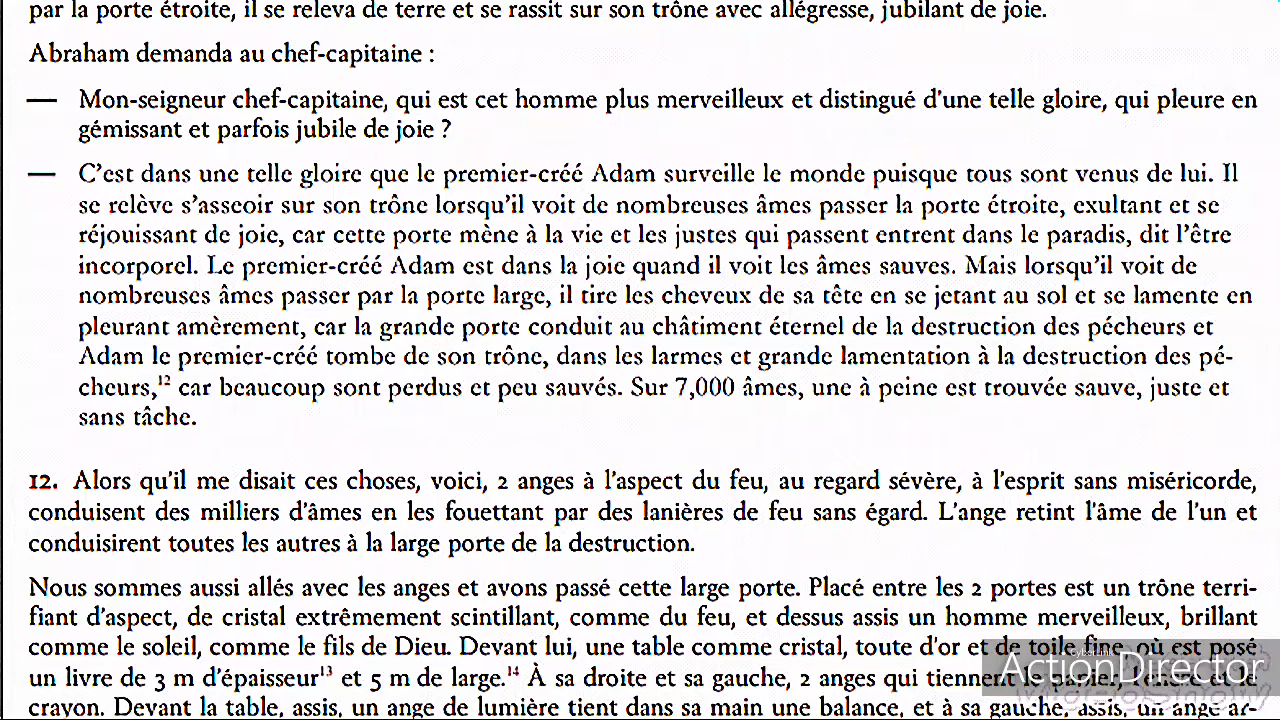 par la porte étroite, il se releva de terre et se rassit sur son trône avec allégresse, jubilant de joie.
Abraham demanda au chef-capitaine :
— Mon-seigneur chef-capitaine, qui est cet homme plus merveilleux et distingué d'une telle gloire, qui pleure en
gémissant et parfois jubile de joie ?
— C'est dans une telle gloire que le premier-créé Adam surveille le monde puisque tous sont venus de lui. Il
se relève s'asseoir sur son trône lorsqu'il voit de nombreuses âmes passer la porte étroite, exultant et se
réjouissant de joie, car cette porte mène à la vie et les justes qui passent entrent dans le paradis, dit l'être
incorporel. Le premier-créé Adam est dans la joie quand il voit les âmes sauves. Mais lorsqu'il voit de
nombreuses âmes passer par la porte large, il tire les cheveux de sa tête en se jetant au sol et se lamente en
pleurant amèrement, car la grande porte conduit au châtiment éternel de la destruction des pécheurs et
Adam le premier-créé tombe de son trône, dans les larmes et grande lamentation à la destruction des pé-
cheurs,12 car beaucoup sont perdus et peu sauvés. Sur 7,000 âmes, une à peine est trouvée sauve, juste et
sans tâche.
12. Alors qu'il me disait ces choses, voici, 2 anges à l'aspect du feu, au regard sévère, à l'esprit sans miséricorde,
conduisent des milliers d'âmes en les fouettant par des lanières de feu sans égard. L'ange retint l'âme de l'un et
conduisirent toutes les autres à la large porte de la destruction.
Nous sommes aussi allés avec les anges et avons passé cette large porte. Placé entre les 2 portes est un trône terri-
fiant d'aspect, de cristal extrêmement scintillant, comme du feu, et dessus assis un homme merveilleux, brillant
comme le soleil, comme le fils de Dieu. Devant lui, une table comme cristal, toute d'or et de toile fine, où est posé
un livre de 3 m d'épaisseur13 et 5 m de large.14 À sa droite et sa gauche, 2 anges qui tiennent le papier,
crayon. Devant la table, assis, un ange de lumière tient dans sa main une balance, et à sa gauche, assis, un ange ar-
CyberLink
ActionDirector
VideoShow